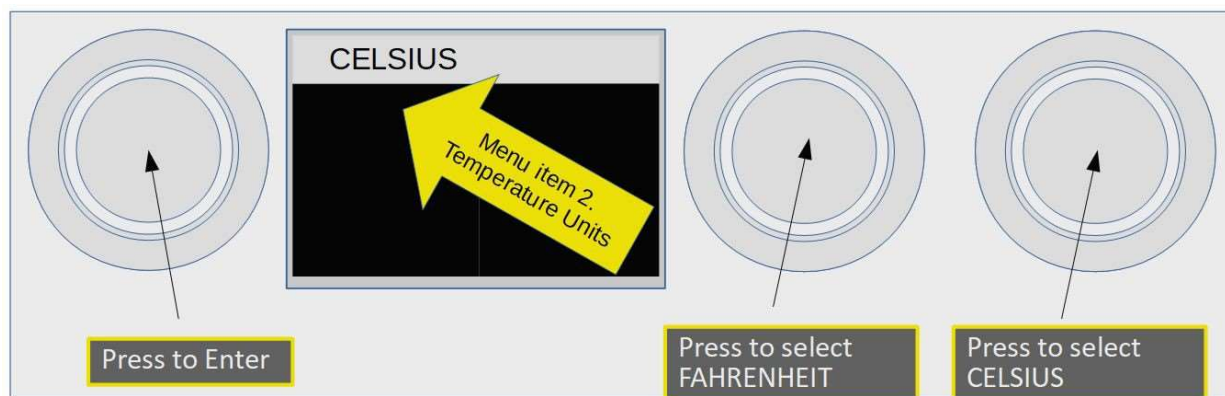 CELSIUS
Menu item 2.
Temperature Units
Press to Enter
Press to select
FAHRENHEIT
Press to select
CELSIUS